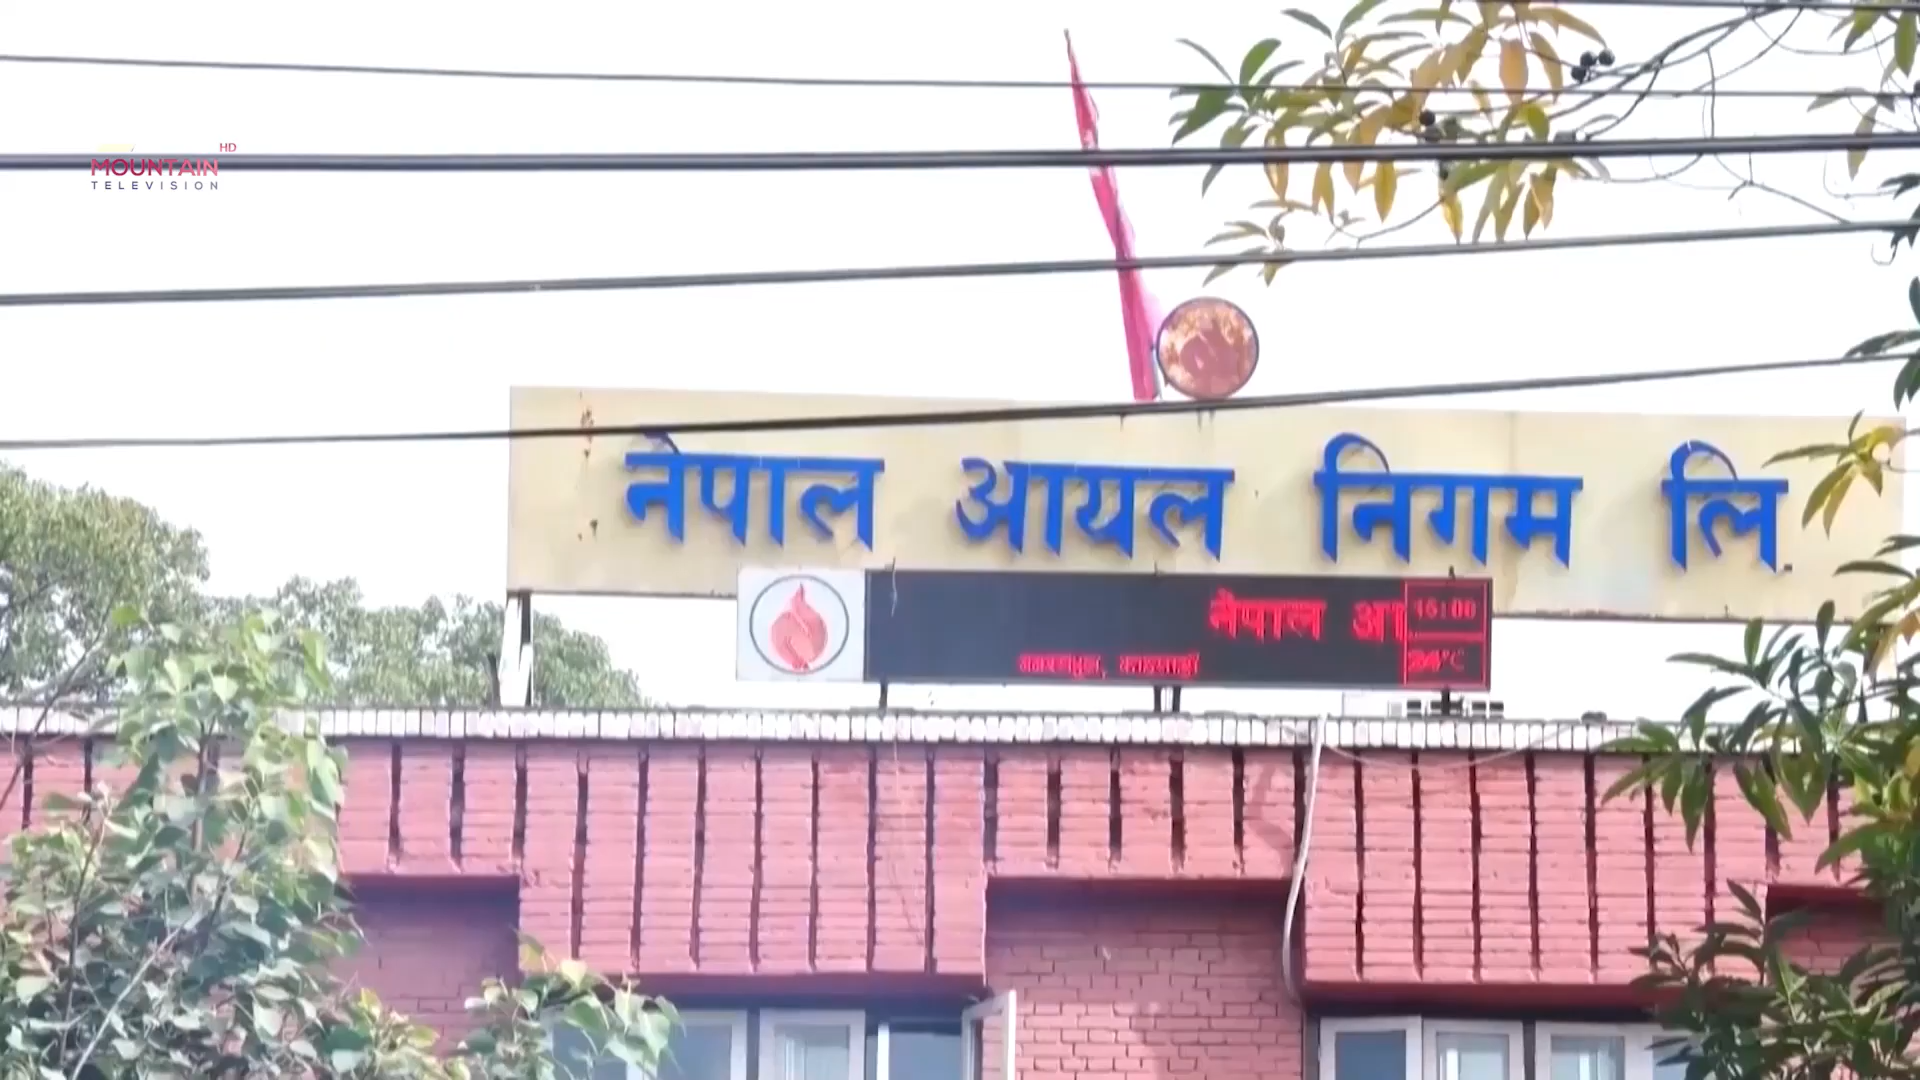 HD
MOUNTAIN
TELEVISION
नेपाल आयल निगम लि.
नेपाल आ
15:00
24°C